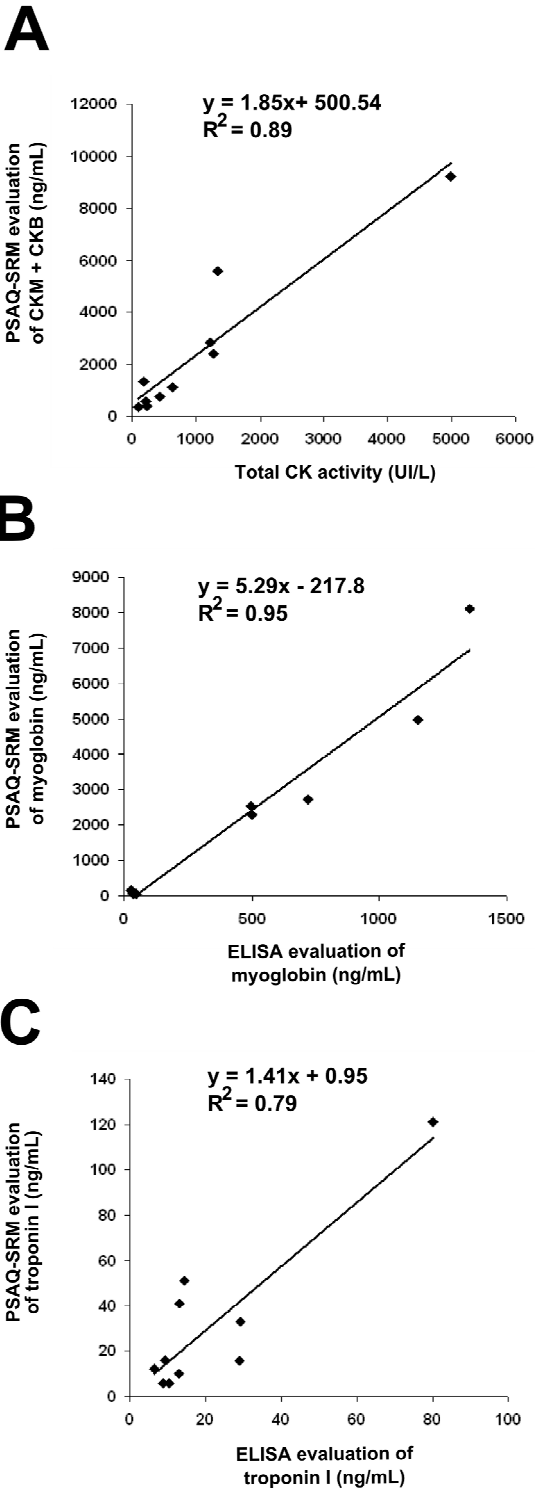 A
y = 1.85x+ 500.54
R2 = 0.89
PSAQ-SRM evaluation
of CKM + CKB (ng/mL)
12000
10000
8000
6000
4000
2000
0
0 1000 2000 3000 4000 5000 6000
Total CK activity (UI/L)
B
y = 5.29x - 217.8
R2 = 0.95
PSAQ-SRM evaluation
of myoglobin (ng/mL)
9000
8000
7000
6000
5000
4000
3000
2000
1000
0
0 500 1000 1500
ELISA evaluation of
myoglobin (ng/mL)
C
y = 1.41x + 0.95
R2 = 0.79
PSAQ-SRM evaluation
of troponin I (ng/mL)
140
120
100
80
60
40
20
0
0 20 40 60 80 100
ELISA evaluation of
troponin I (ng/mL)